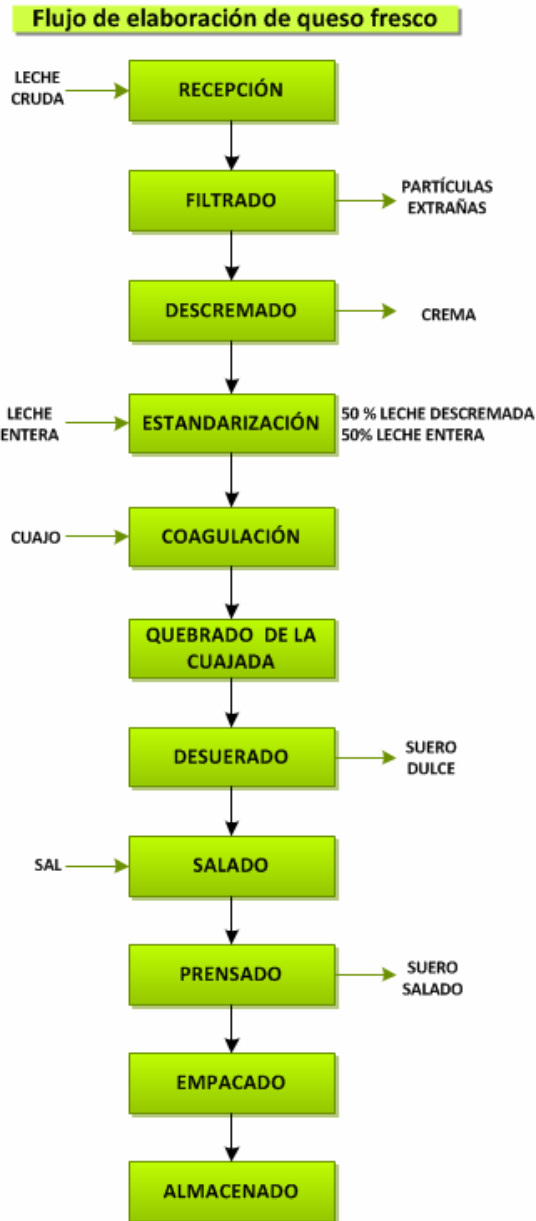 Flujo de elaboración de queso fresco
LECHE
CRUDA
RECEPCIÓN
FILTRADO
PARTÍCULAS
EXTRAÑAS
DESCREMADO
CREMA
LECHE
ENTERA
ESTANDARIZACIÓN
50 % LECHE DESCREMADA
50% LECHE ENTERA
CUAJO
COAGULACIÓN
QUEBRADO DE LA
CUAJADA
DESUERADO
SUERO
DULCE
SAL
SALADO
PRENSADO
SUERO
SALADO
EMPACADO
ALMACENADO